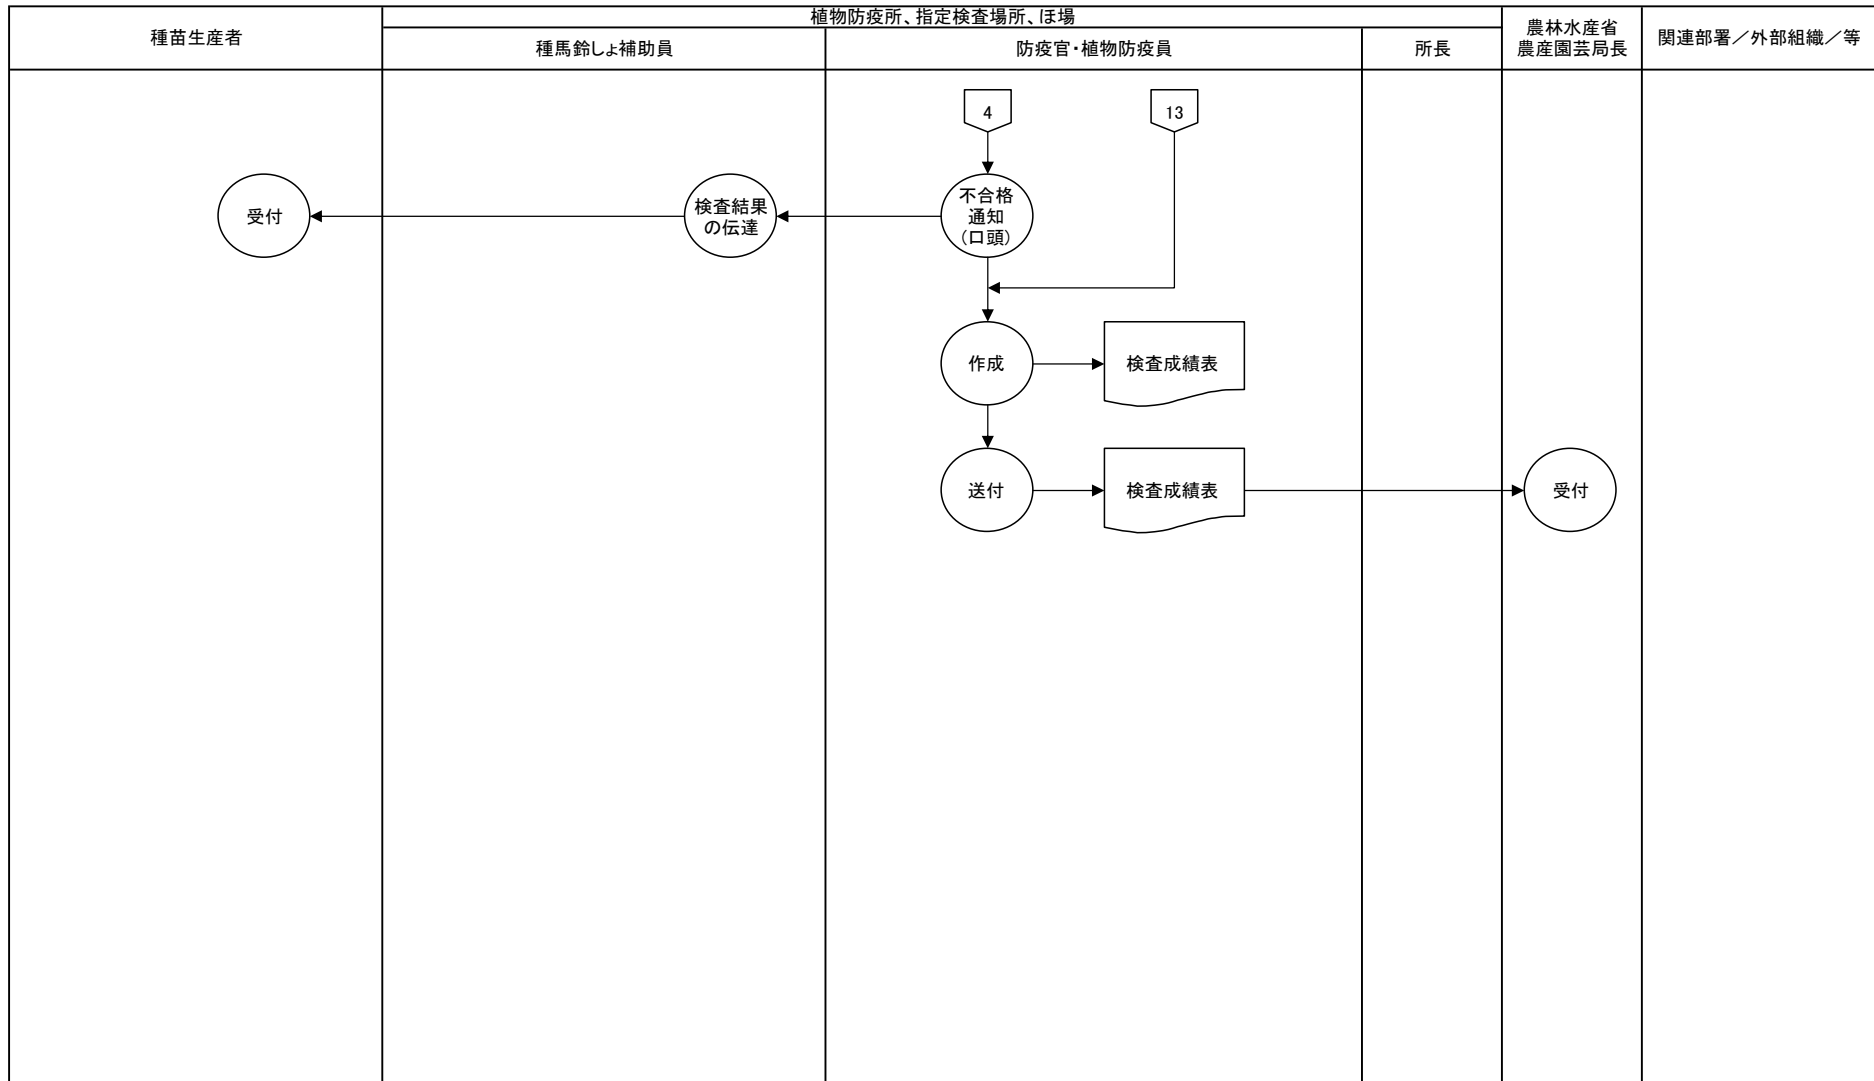 種苗生産者
植物防疫所、指定検査場所、ほ場
種馬鈴しょ補助員
防疫官・植物防疫員
所長
農林水産省
農産園芸局長
関連部署／外部組織／等
4
13
受付
検査結果
の伝達
不合格
通知
（口頭）
作成
検査成績表
送付
検査成績表
受付